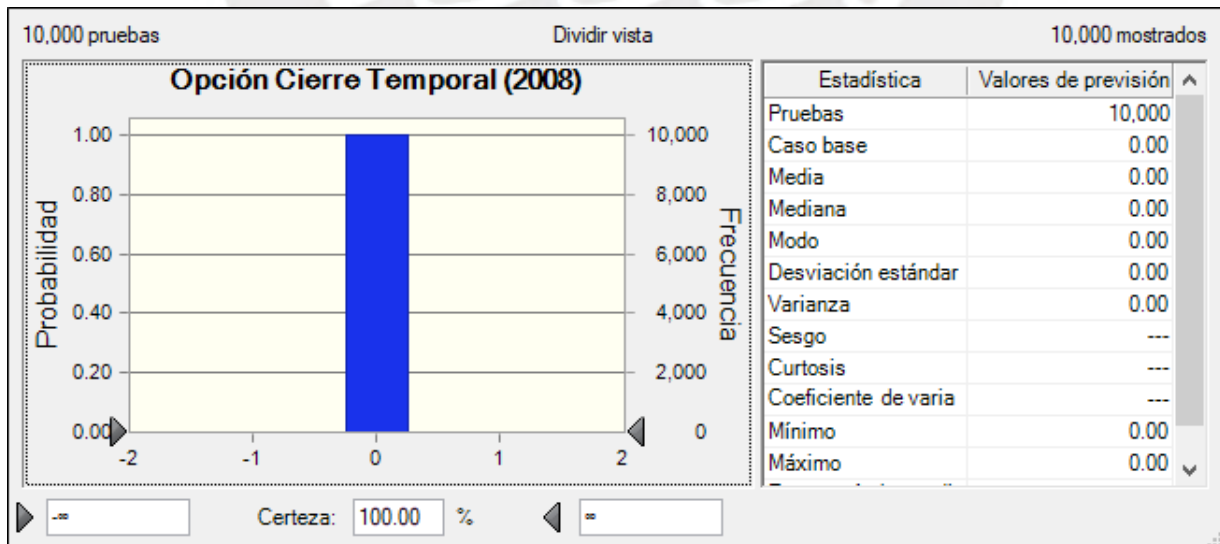 10,000 pruebas Dividir vista 10,000 mostrados
Opción Cierre Temporal (2008)
Probabilidad
1.00
0.80
0.60
0.40
0.20
0.00
-2 -1 0 1 2
10,000
8,000
6,000
4,000
2,000
0
Frecuencia
Estadística Valores de previsión
Pruebas 10,000
Caso base 0.00
Media 0.00
Mediana 0.00
Modo 0.00
Desviación estándar 0.00
Varianza 0.00
Sesgo ---
Curtosis ---
Coeficiente de varia ---
Mínimo 0.00
Máximo 0.00
-∞ Certeza: 100.00 % ∞